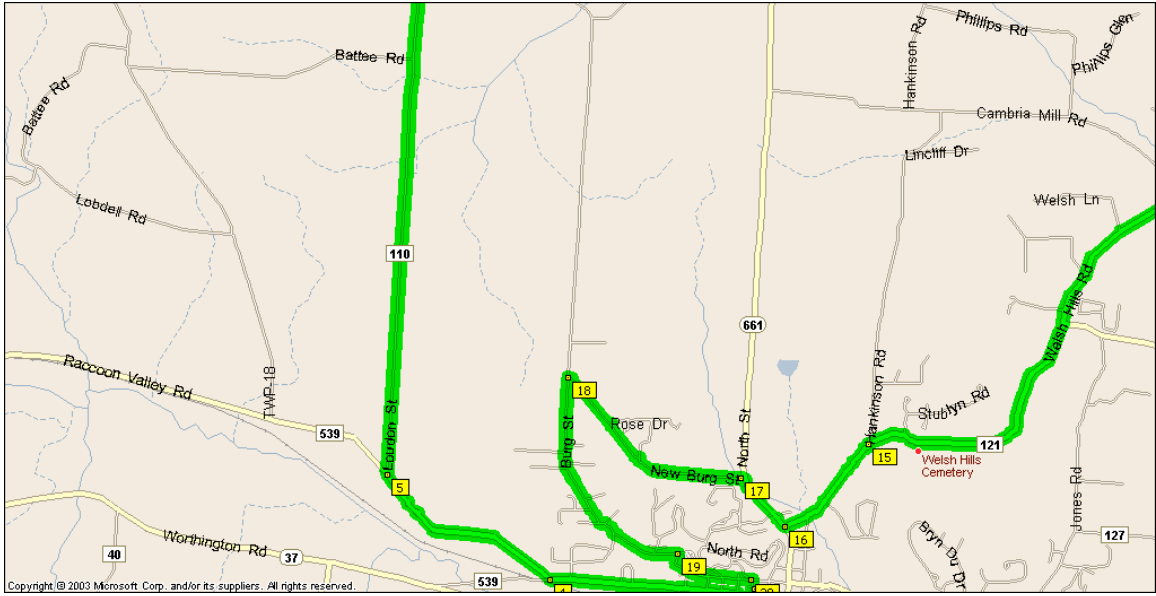 Battee Rd
Hankinson Rd
Phillips Rd
Phillips Glen
Battee Rd
Cambria Mill Rd
Lincliff Dr
Lobdell Rd
Welsh Ln
110
Welsh Hills Rd
661
Raccoon Valley Rd
TWP-18
18
Hankinson Rd
Stublyn Rd
Rose Dr
North St
539
Loudon St
Burg St
15
121
Welsh Hills
Cemetery
New Burg St
17
5
Jones Rd
16
127
Worthington Rd
40
37
North Rd
19
Bryn Du Dr
539
Copyright © 2003 Microsoft Corp. and/or its suppliers. All rights reserved.